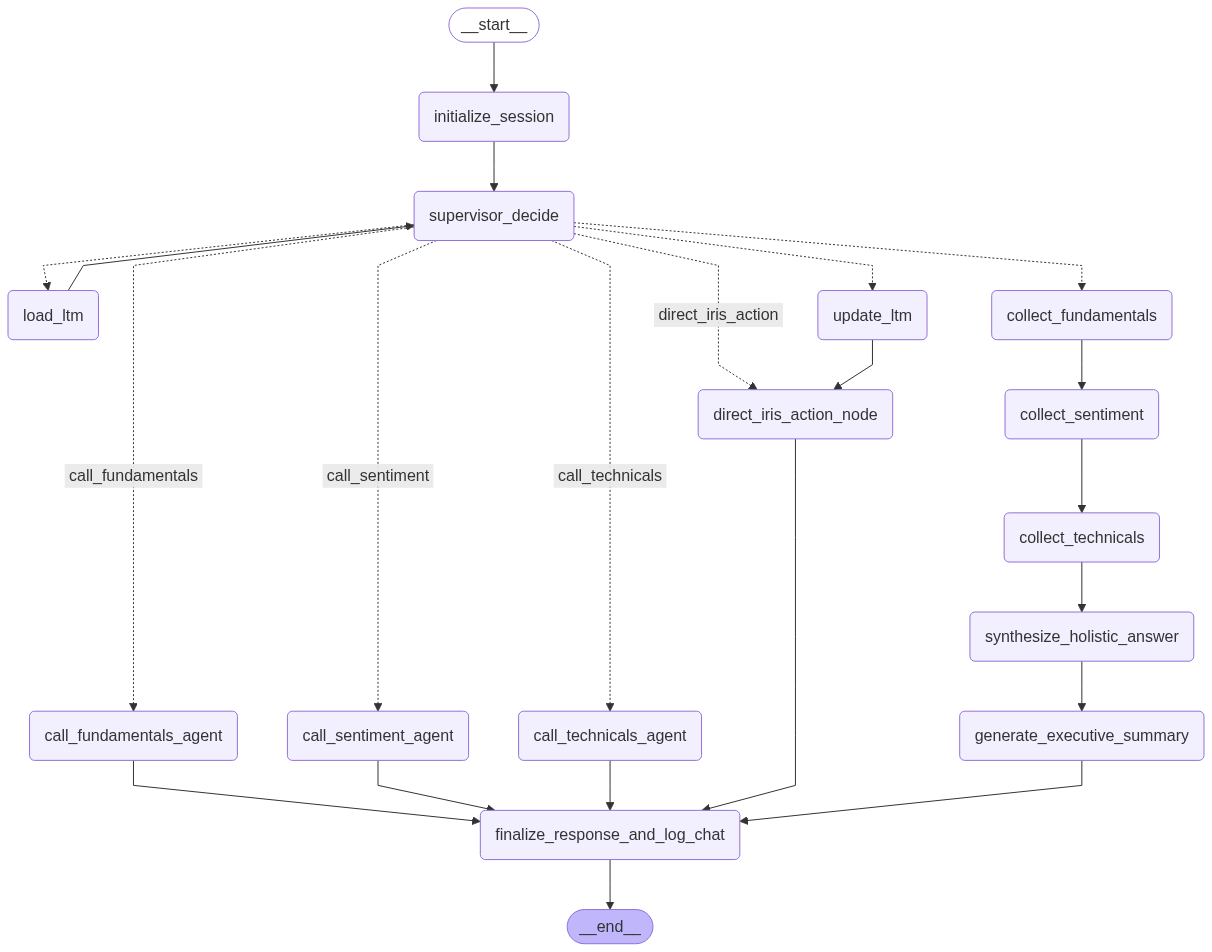 __start__
initialize_session
supervisor_decide
load_ltm
direct_iris_action
update_ltm
collect_fundamentals
direct_iris_action_node
collect_sentiment
call_fundamentals
call_sentiment
call_technicals
collect_technicals
synthesize_holistic_answer
call_fundamentals_agent
call_sentiment_agent
call_technicals_agent
generate_executive_summary
finalize_response_and_log_chat
__end__